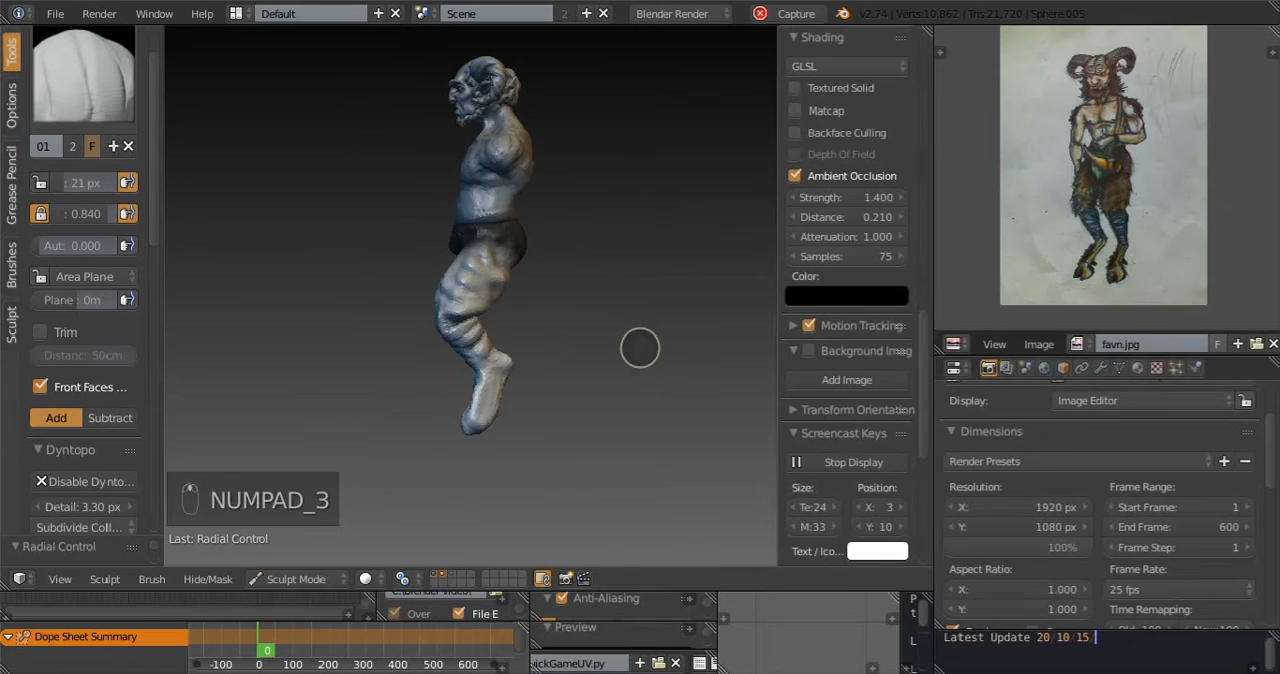 File Render Window Help Default Scene 2 Blender Render Capture v2.74 | Verts:10,862 | Tris:21,720 | Sphere.005
Tools
Options
Grease Pencil
Brushes
Sculpt
01 2 F
: 21 px
: 0.840
Aut: 0.000
Area Plane
Plane: 0m
Trim
Distanc: 50cm
Front Faces ...
Add Subtract
Dyntopo
Disable Dynto...
Detail: 3.30 px
Subdivide Coll...
Radial Control
NUMPAD_3
Last: Radial Control
Shading
GLSL
Textured Solid
Matcap
Backface Culling
Depth Of Field
Ambient Occlusion
Strength: 1.400
Distance: 0.210
Attenuation: 1.000
Samples: 75
Color:
Motion Tracking
Background Imag
Add Image
Transform Orientation
Screencast Keys
Stop Display
Size: Position:
Te:24 X: 3
M:33 Y: 10
Text / Ico...
View Image favn.jpg F
Display: Image Editor
Dimensions
Render Presets
Resolution: Frame Range:
X: 1920 px Start Frame: 1
Y: 1080 px End Frame: 600
100% Frame Step: 1
Aspect Ratio: Frame Rate:
X: 1.000 25 fps
Y: 1.000 Time Remapping:
View Sculpt Brush Hide/Mask Sculpt Mode
Over File E
Anti-Aliasing
Preview
Dope Sheet Summary
0
-100 0 100 200 300 400 500 600
uickGameUV.py
Latest Update 20/10/15/